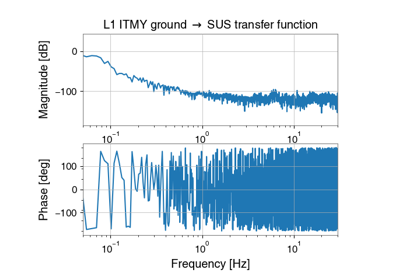 L1 ITMY ground → SUS transfer function
Magnitude [dB]
0
−100
10⁻¹
10⁰
10¹
Phase [deg]
100
0
−100
10⁻¹
10⁰
10¹
Frequency [Hz]